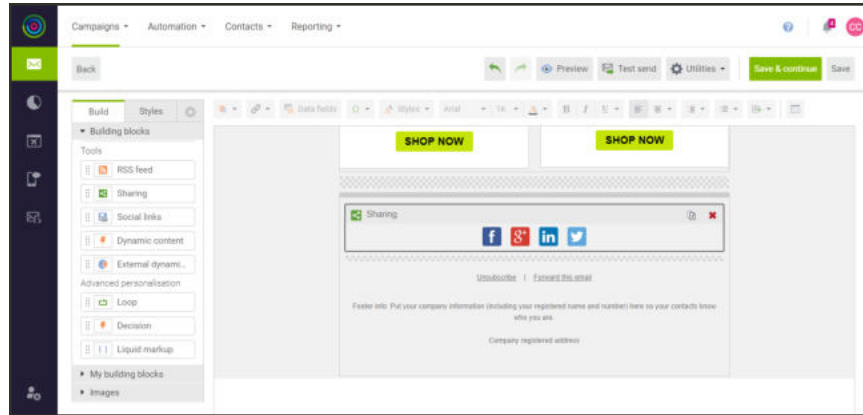 Campaigns Automation Contacts Reporting
4
CC
Back Preview Test send Utilities Save & continue Save
Build Styles
Data fields Styles Arial 16 A B I U
Building blocks
Tools
RSS feed
Sharing
Social links
Dynamic content
External dynami...
Advanced personalisation
Loop
Decision
Liquid markup
My building blocks
Images
SHOP NOW SHOP NOW
Sharing
Unsubscribe | Forward this email
Footer info. Put your company information (including your registered name and number) here so your contacts know
who you are.
Company registered address